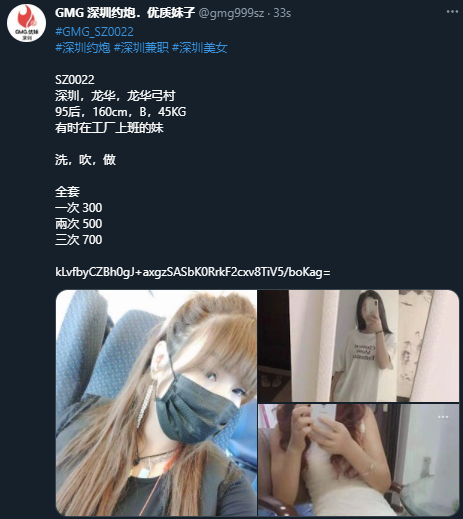 GMG 深圳约炮．优质妹子 @gmg999sz · 33s
#GMG_SZ0022
#深圳约炮 #深圳兼职 #深圳美女
SZ0022
深圳，龙华，龙华弓村
95后，160cm，B，45KG
有时在工厂上班的妹
洗，吹，做
全套
一次 300
兩次 500
三次 700
kLvfbyCZBh0gJ+axgzSASbK0RrkF2cxv8TiV5/boKag=